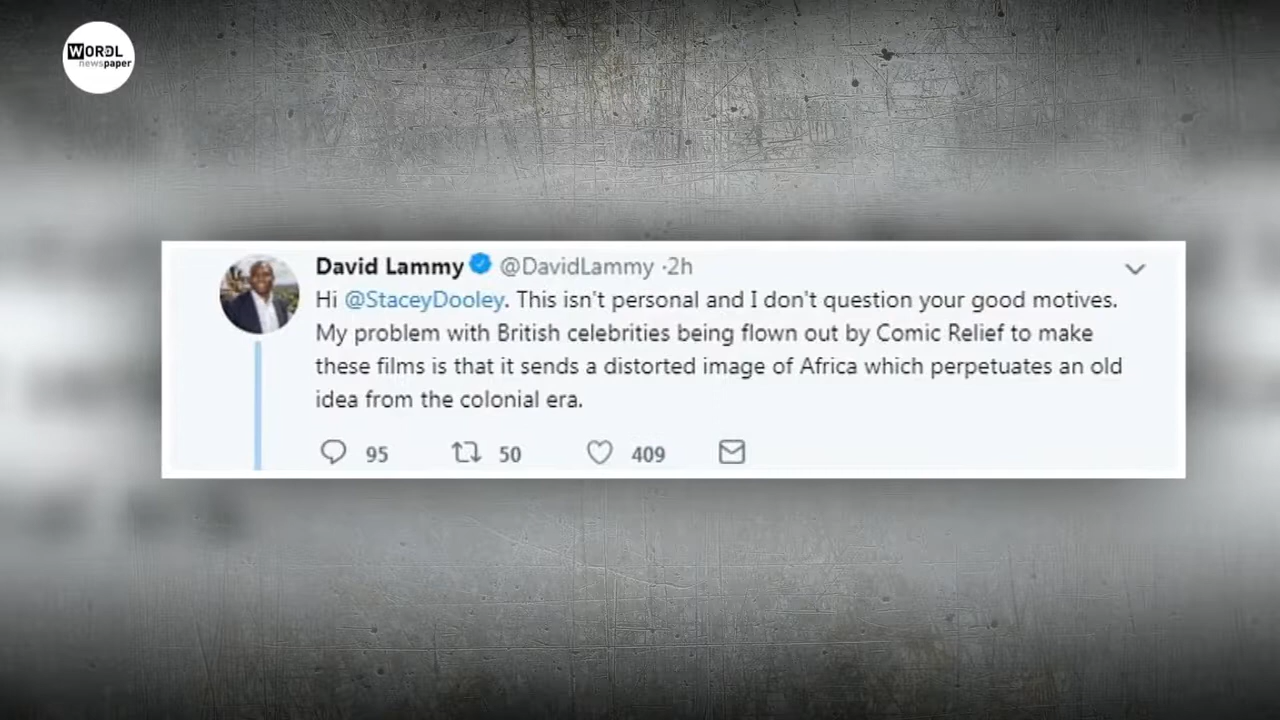 WORDL
newspaper
David Lammy @DavidLammy ·2h
Hi @StaceyDooley. This isn't personal and I don't question your good motives.
My problem with British celebrities being flown out by Comic Relief to make
these films is that it sends a distorted image of Africa which perpetuates an old
idea from the colonial era.
95 50 409